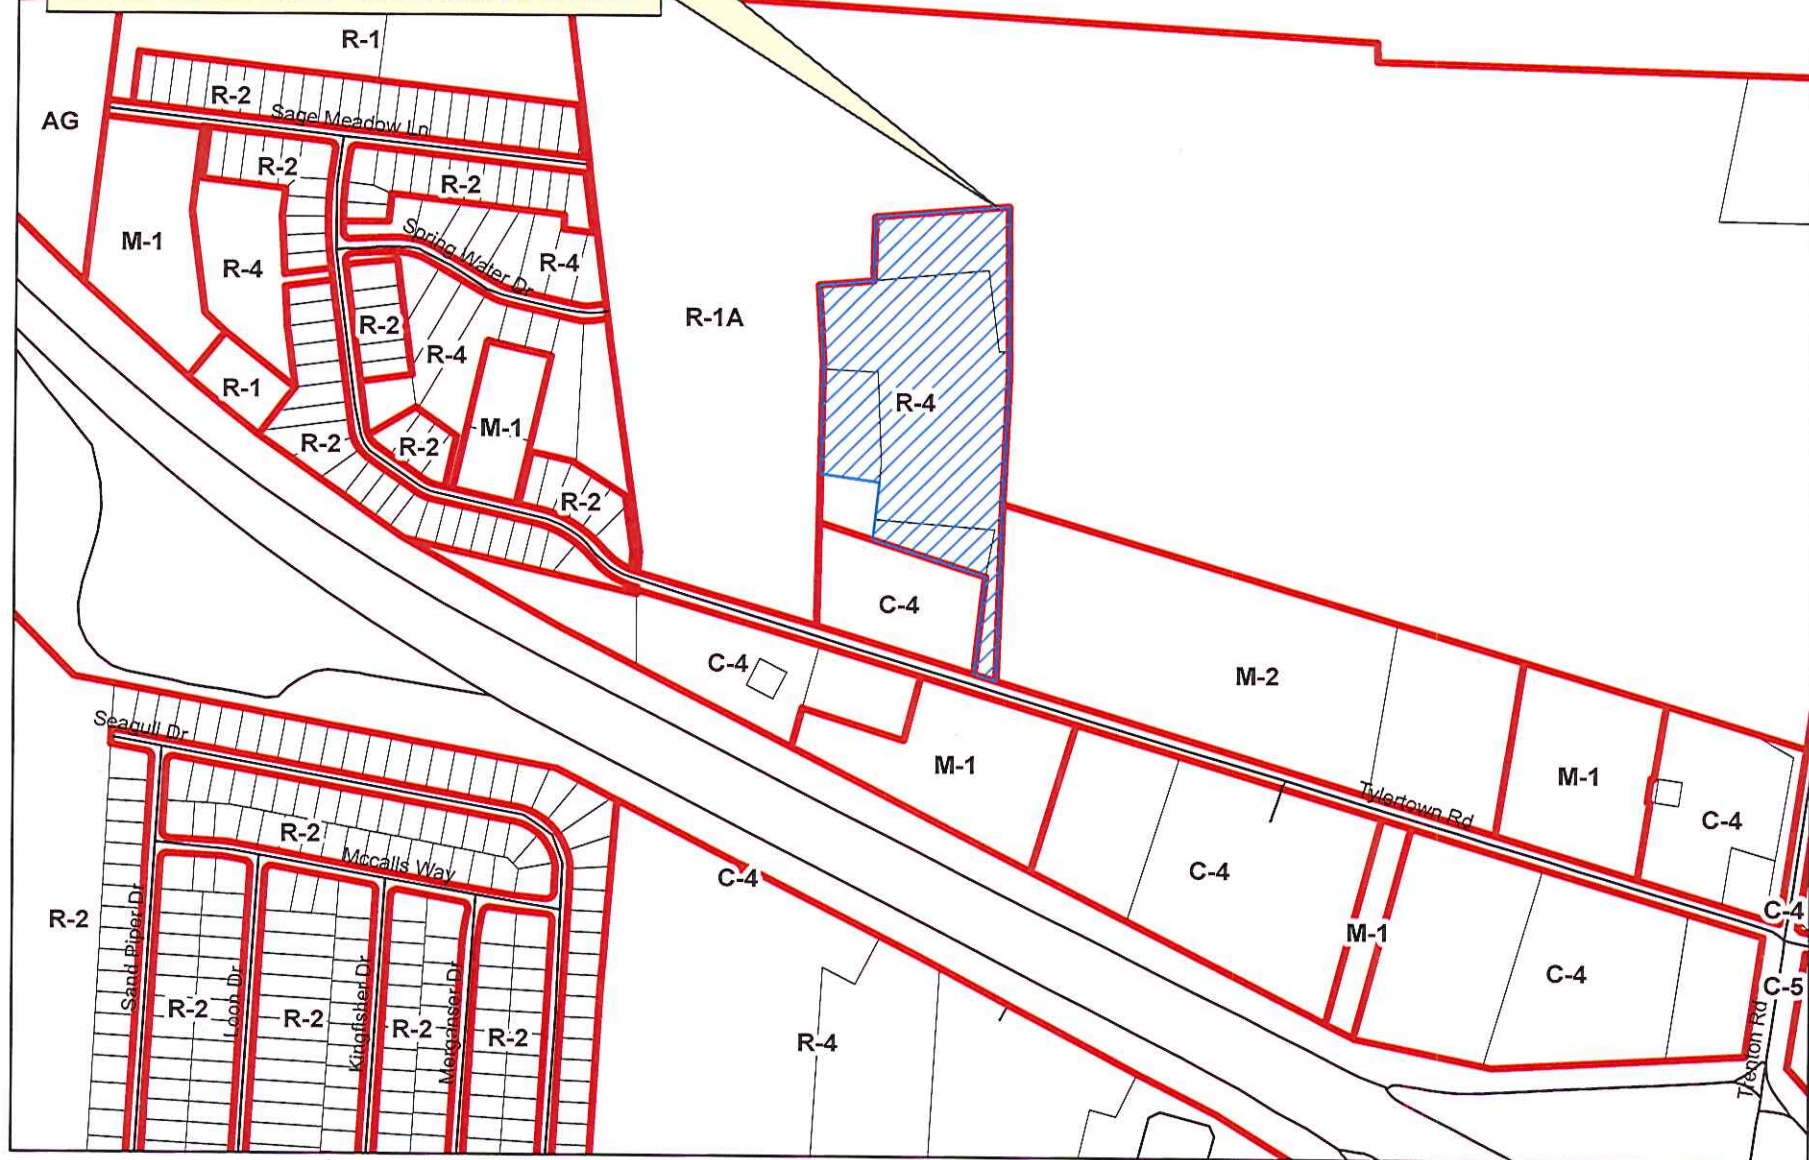 R-1
R-2
AG
Sage Meadow Ln
R-2
R-2
M-1
R-4
Spring Water Dr
R-4
R-1A
R-2
R-4
R-1
R-4
M-1
R-2
R-2
R-2
C-4
C-4
M-2
Seagull Dr
M-1
M-1
Tylertown Rd
C-4
R-2
Mccalls Way
C-4
C-4
R-2
C-4
M-1
Sand Piper Dr
C-4
C-5
R-2
Loon Dr
R-2
Kingfisher Dr
R-2
Merganser Dr
R-2
R-4
Trenton Rd